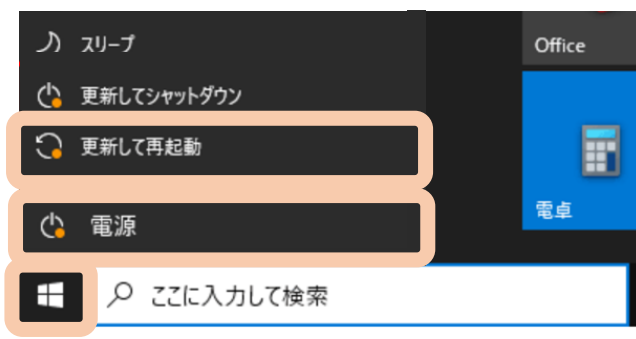 スリープ
Office
更新してシャットダウン
更新して再起動
電卓
電源
ここに入力して検索